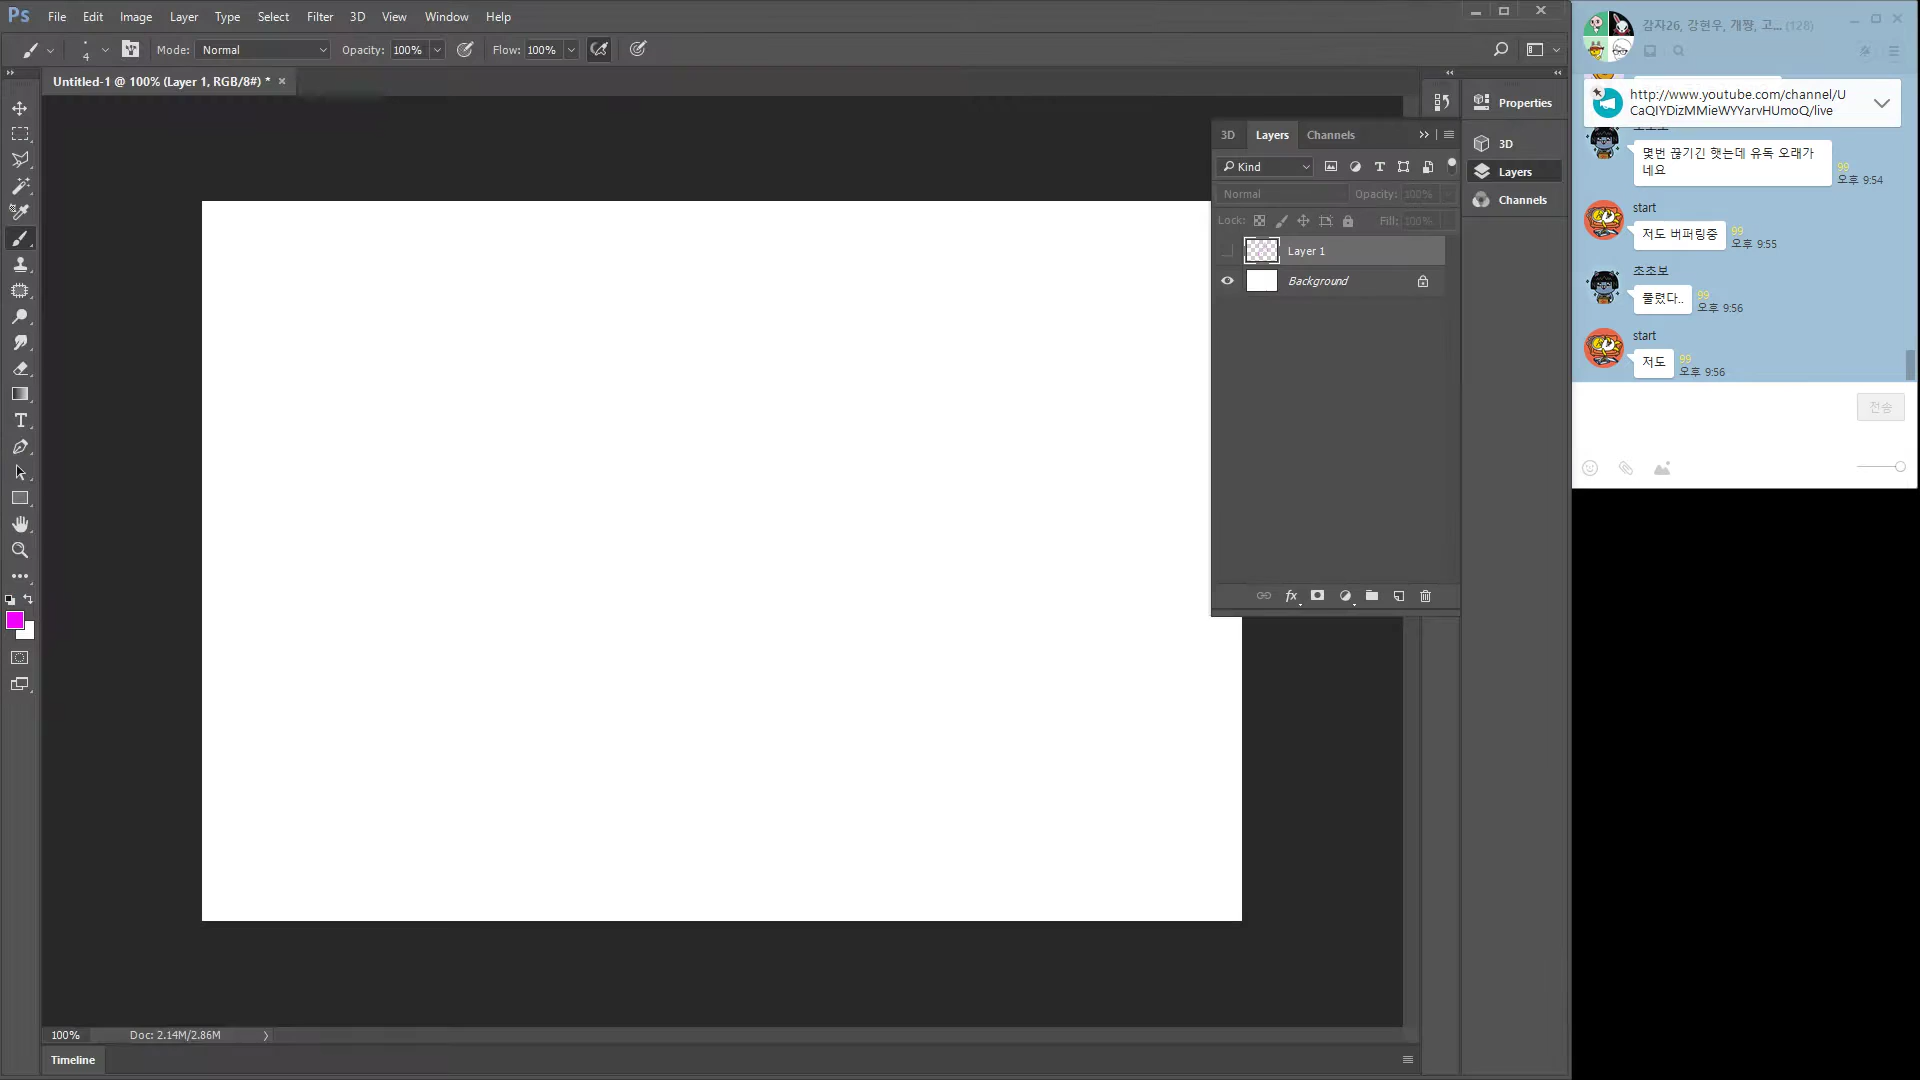 Ps File Edit Image Layer Type Select Filter 3D View Window Help
4 Mode: Normal Opacity: 100% Flow: 100%
Untitled-1 @ 100% (Layer 1, RGB/8#) * ×
3D Layers Channels
Kind
Normal Opacity: 100%
Lock: Fill: 100%
Layer 1
Background
fx
Properties
3D
Layers
Channels
100% Doc: 2.14M/2.86M
Timeline
감자26, 강현우, 개쨩, 고... (128)
http://www.youtube.com/channel/U
CaQIYDizMMieWYYarvHUmoQ/live
몇번 끊기긴 햇는데 유독 오래가
네요
99
오후 9:54
start
저도 버퍼링중
99
오후 9:55
초초보
풀렸다..
99
오후 9:56
start
저도
99
오후 9:56
전송